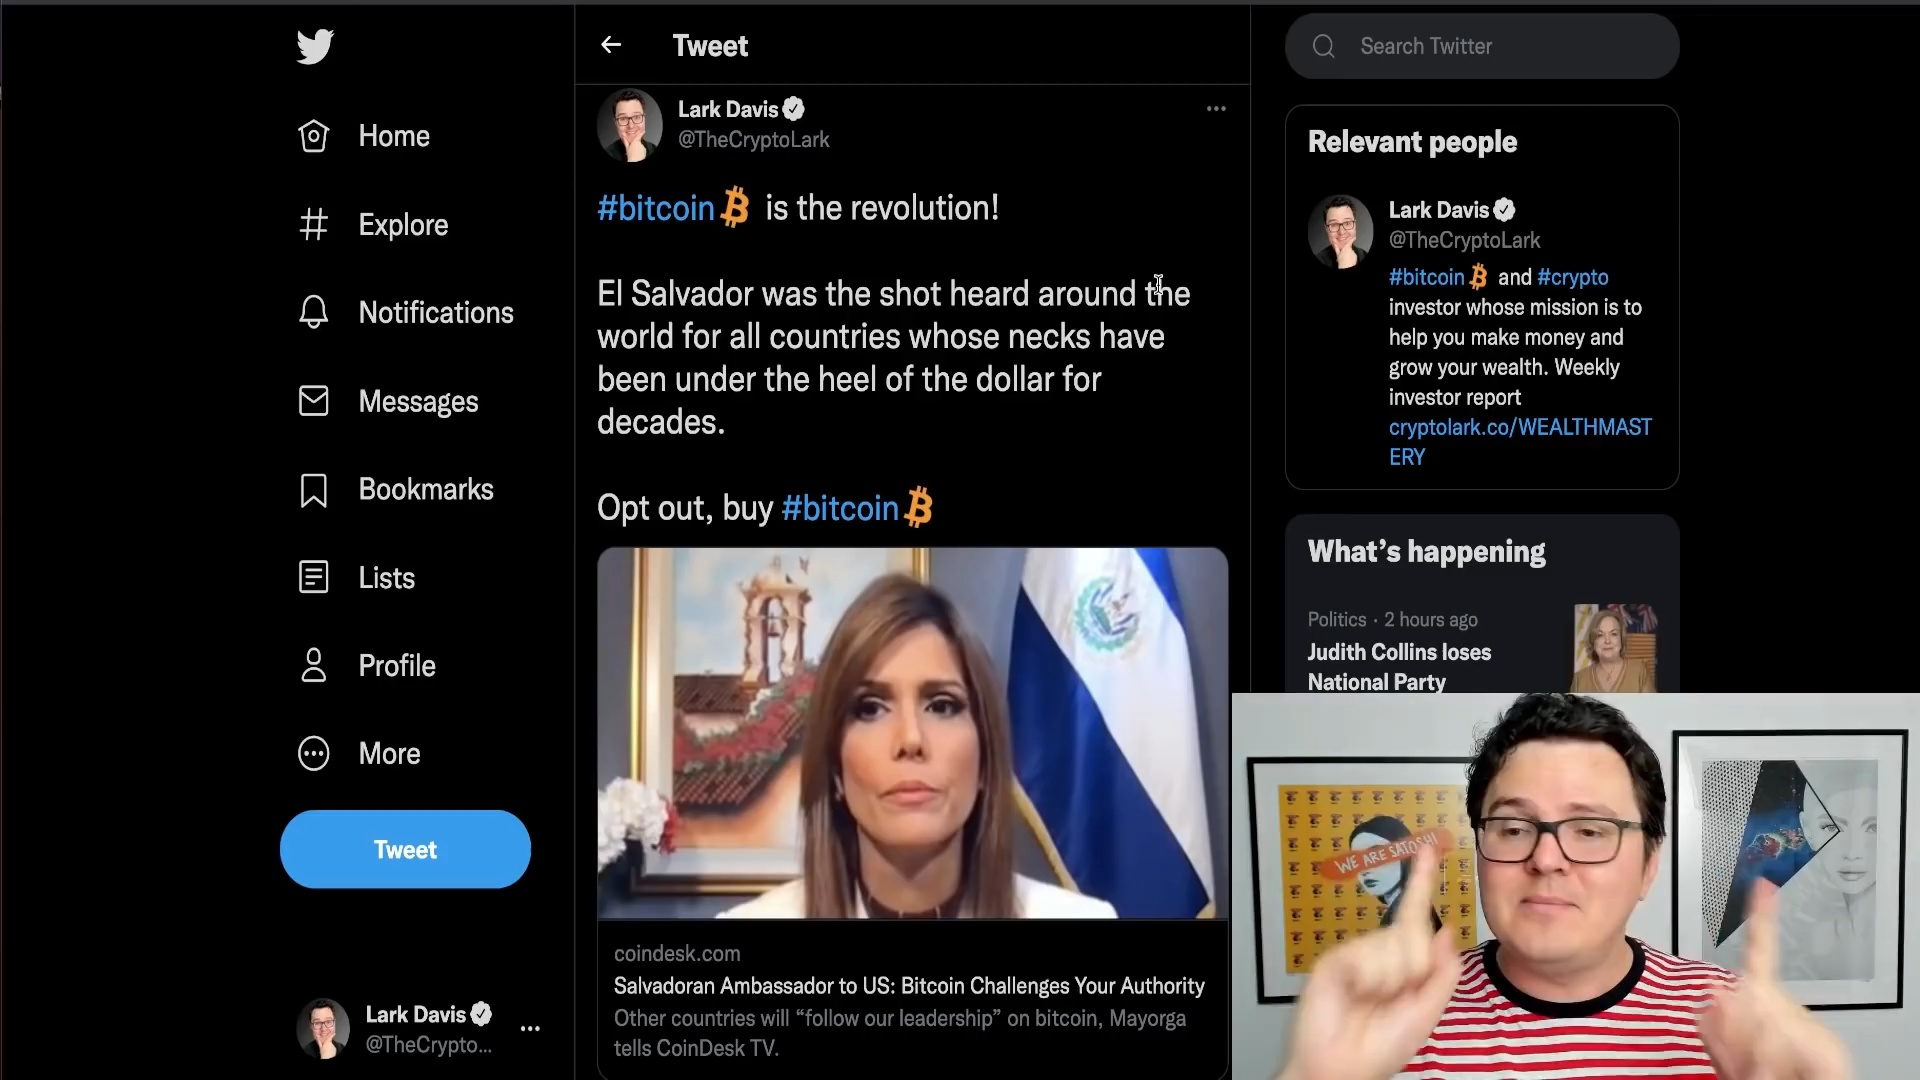 Home
Explore
Notifications
Messages
Bookmarks
Lists
Profile
More
Tweet
Lark Davis
@TheCrypto...
Tweet
Lark Davis
@TheCryptoLark
#bitcoin is the revolution!
El Salvador was the shot heard around the
world for all countries whose necks have
been under the heel of the dollar for
decades.
Opt out, buy #bitcoin
coindesk.com
Salvadoran Ambassador to US: Bitcoin Challenges Your Authority
Other countries will “follow our leadership” on bitcoin, Mayorga
tells CoinDesk TV.
Search Twitter
Relevant people
Lark Davis
@TheCryptoLark
#bitcoin and #crypto
investor whose mission is to
help you make money and
grow your wealth. Weekly
investor report
cryptolark.co/WEALTHMAST
ERY
What’s happening
Politics · 2 hours ago
Judith Collins loses
National Party
WE ARE SATOSHI